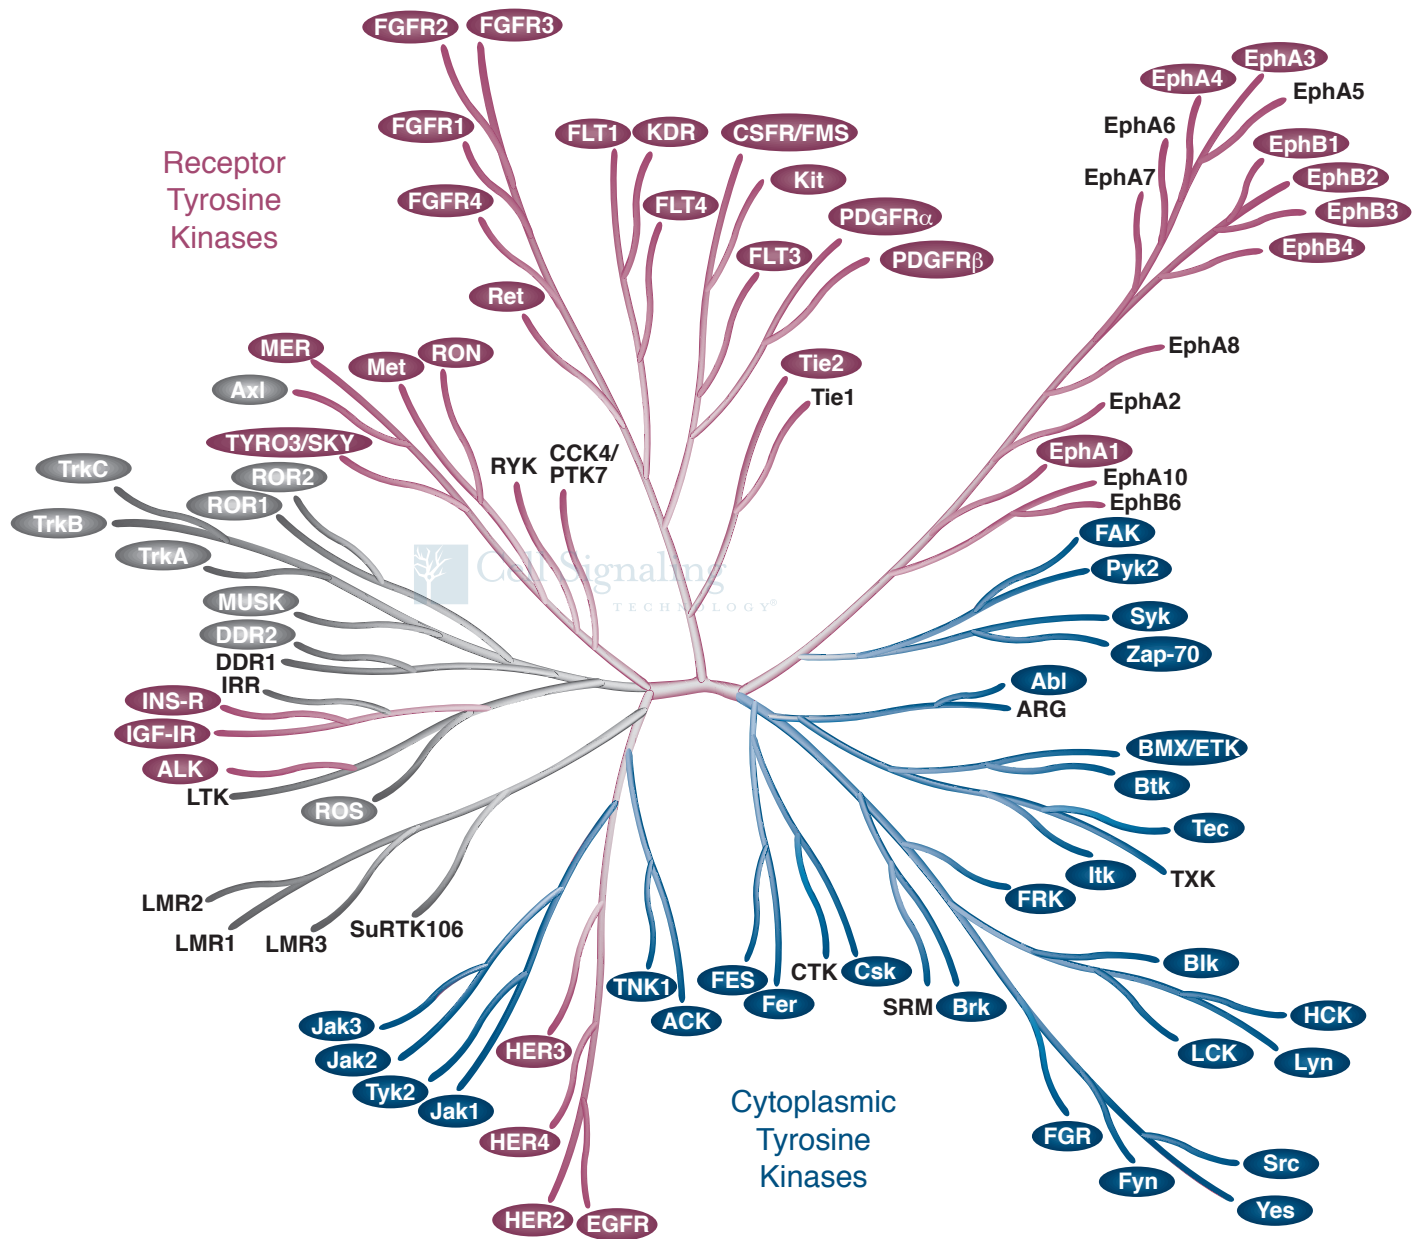 FGFR2
FGFR3
EphA3
EphA4
EphA5
FGFR1
FLT1
KDR
CSFR/FMS
EphA6
EphB1
Receptor
Tyrosine
Kinases
Kit
EphA7
EphB2
FGFR4
FLT4
PDGFRα
EphB3
EphB4
FLT3
PDGFRβ
Ret
MER
Met
RON
EphA8
Tie2
Axl
Tie1
EphA2
TYRO3/SKY
RYK
CCK4/
PTK7
EphA1
TrkC
ROR2
EphA10
ROR1
EphB6
TrkB
FAK
TrkA
Cell Signaling
TECHNOLOGY®
Pyk2
MUSK
Syk
DDR2
Zap-70
DDR1
IRR
Abl
INS-R
ARG
IGF-IR
BMX/ETK
ALK
Btk
LTK
ROS
Tec
Itk
TXK
FRK
LMR2
LMR1
LMR3
SuRTK106
Blk
CTK
Csk
TNK1
FES
Fer
SRM
Brk
HCK
ACK
Jak3
HER3
LCK
Lyn
Jak2
Tyk2
Jak1
Cytoplasmic
Tyrosine
Kinases
HER4
FGR
Src
Fyn
Yes
HER2
EGFR